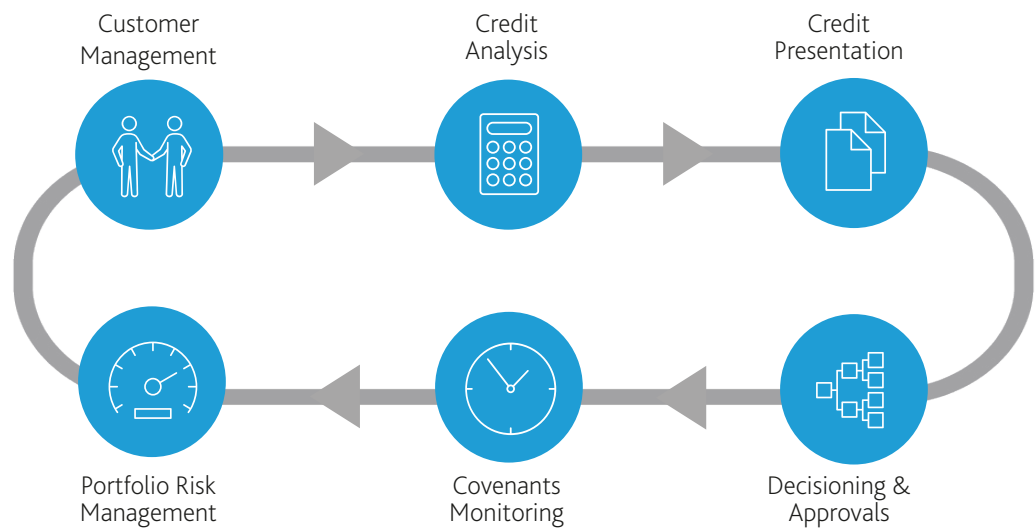 Customer
Management
Credit
Analysis
Credit
Presentation
Portfolio Risk
Management
Covenants
Monitoring
Decisioning &
Approvals